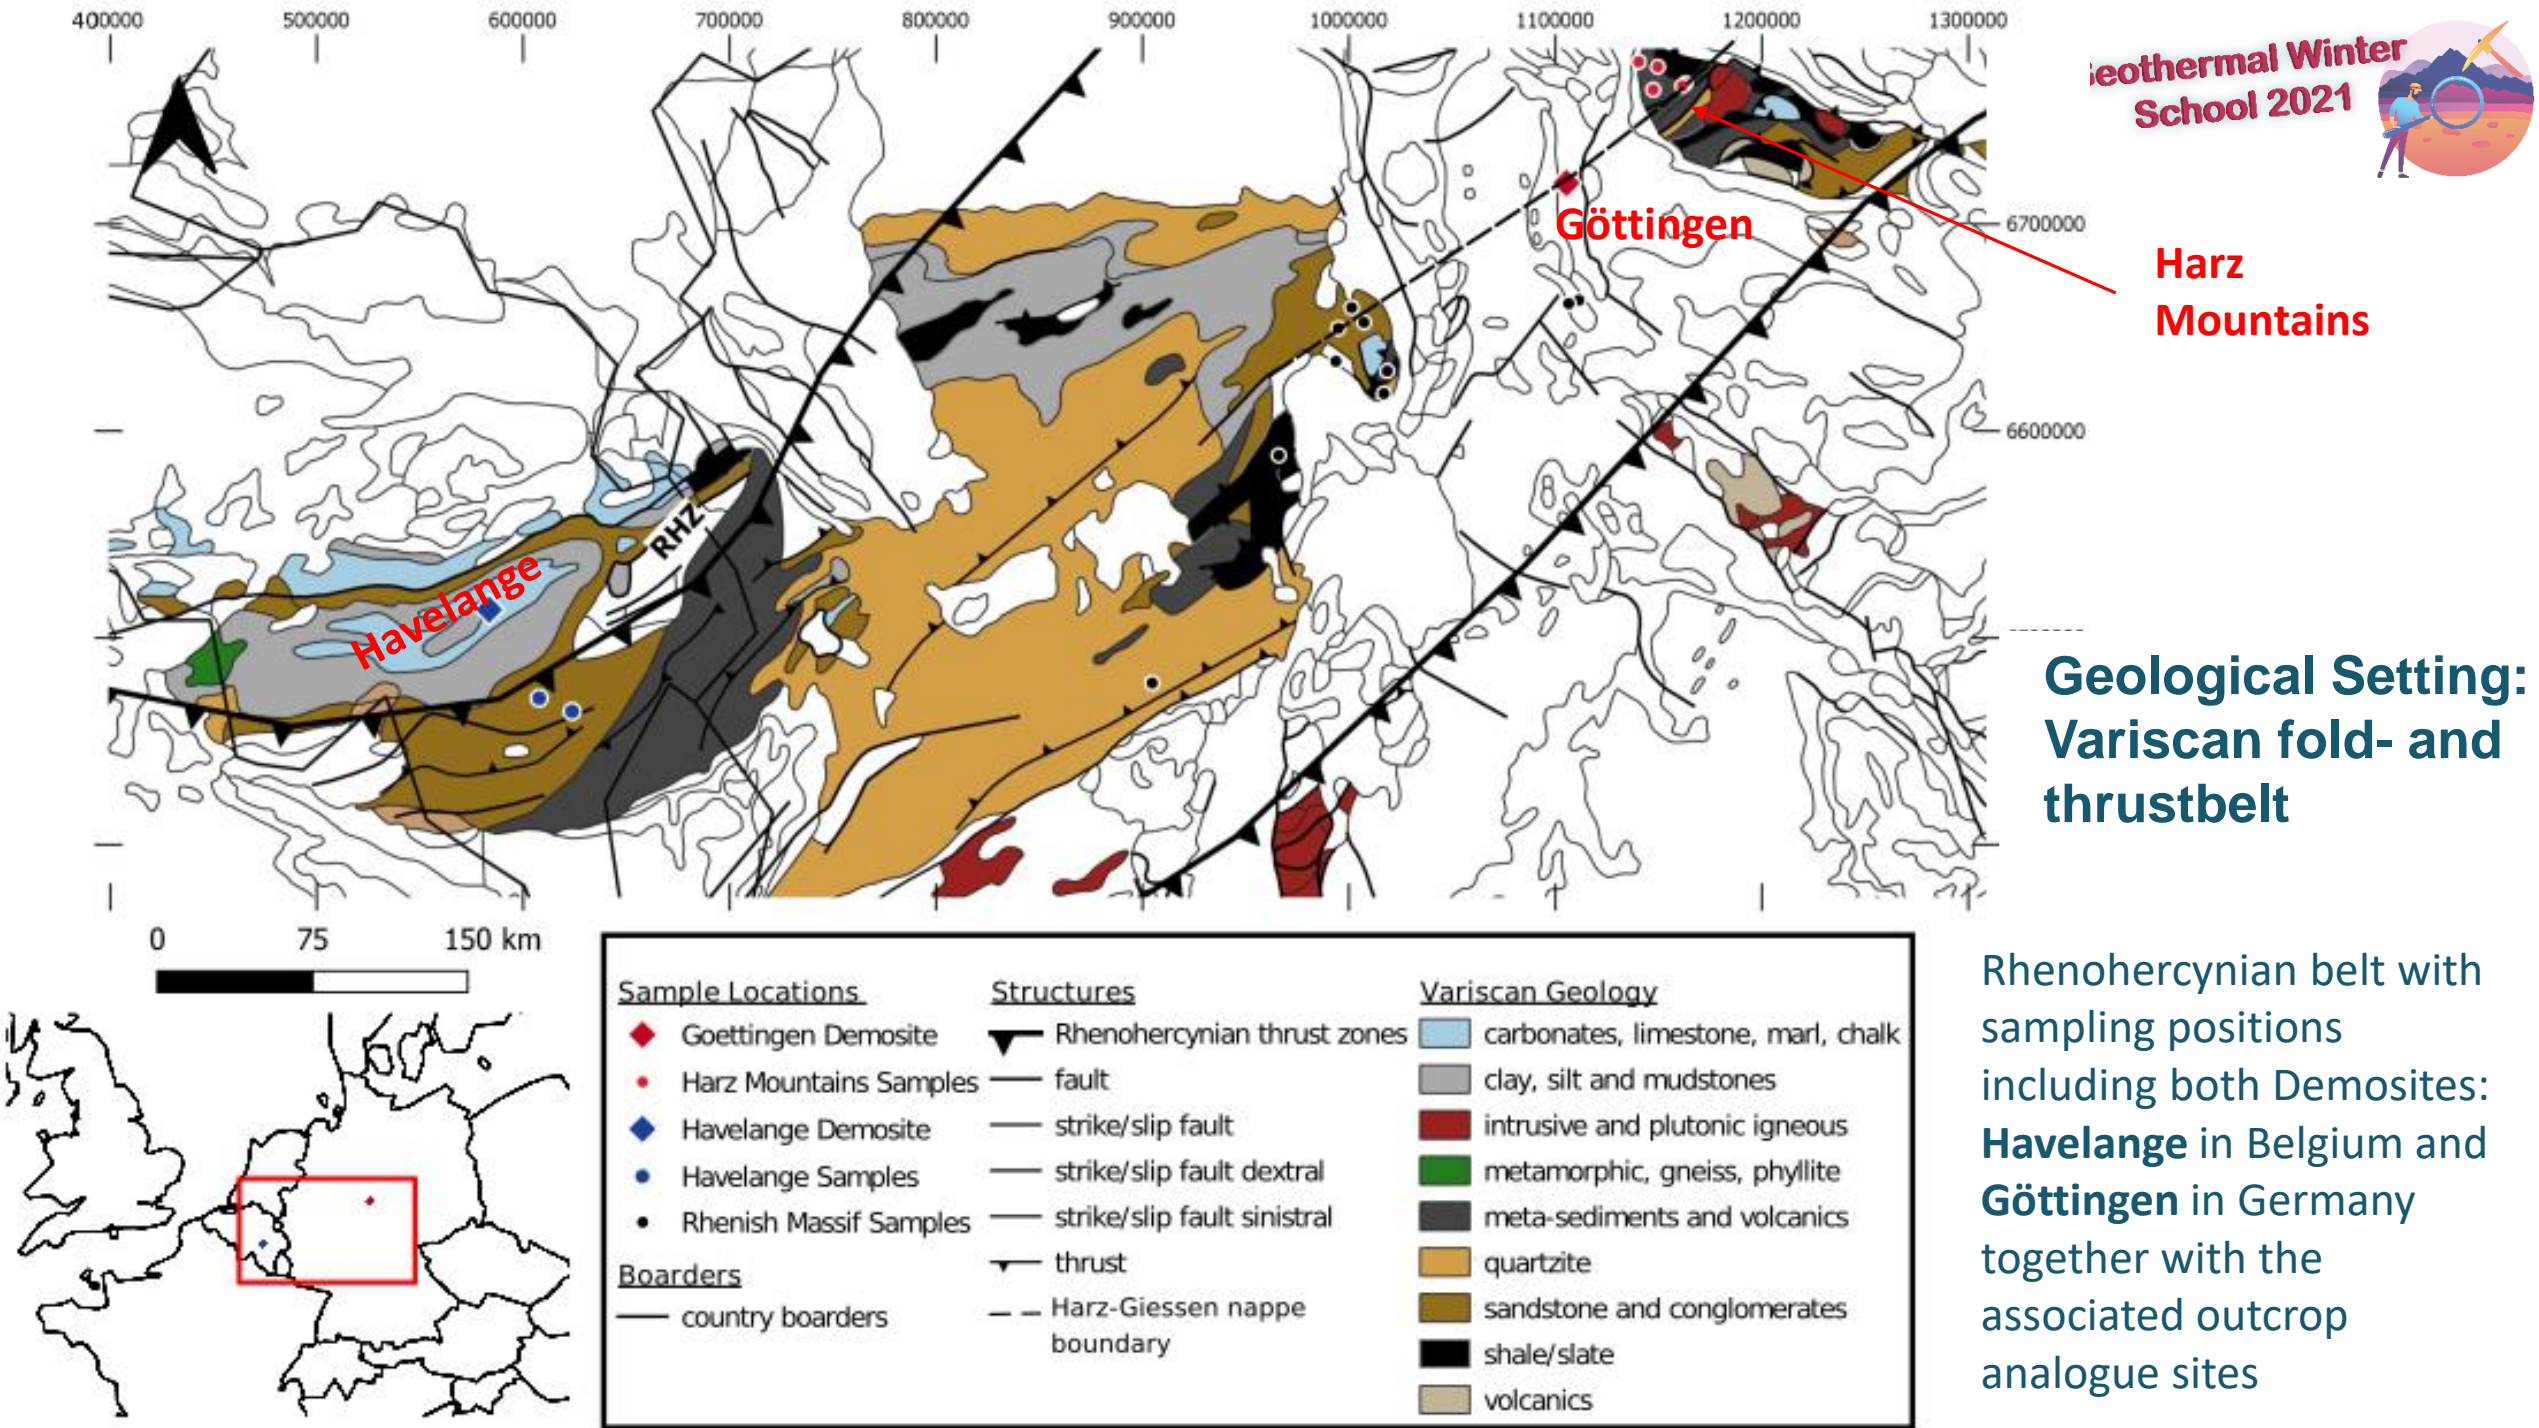 400000 500000 600000 700000 800000 900000 1000000 1100000 1200000 1300000
eothermal Winter
School 2021
6700000
Göttingen
Harz
Mountains
6600000
RHZ
Havelange
Geological Setting:
Variscan fold- and
thrustbelt
0 75 150 km
Sample Locations
Goettingen Demosite
Harz Mountains Samples
Havelange Demosite
Havelange Samples
Rhenish Massif Samples
Boarders
country boarders
Structures
Rhenohercynian thrust zones
fault
strike/slip fault
strike/slip fault dextral
strike/slip fault sinistral
thrust
Harz-Giessen nappe
boundary
Variscan Geology
carbonates, limestone, marl, chalk
clay, silt and mudstones
intrusive and plutonic igneous
metamorphic, gneiss, phyllite
meta-sediments and volcanics
quartzite
sandstone and conglomerates
shale/slate
volcanics
Rhenohercynian belt with
sampling positions
including both Demosites:
Havelange in Belgium and
Göttingen in Germany
together with the
associated outcrop
analogue sites